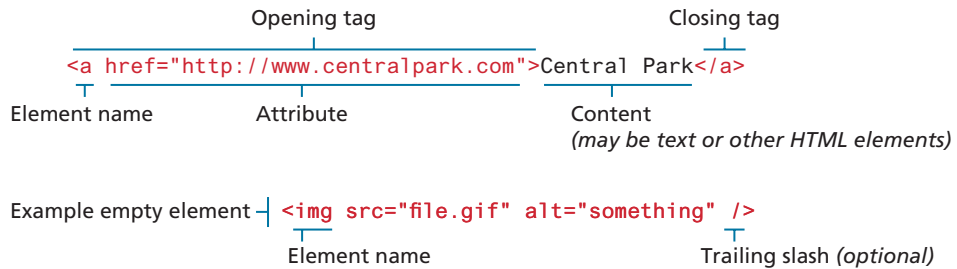 Opening tag Closing tag
<a href="http://www.centralpark.com">Central Park</a>
Element name Attribute Content
(may be text or other HTML elements)
Example empty element <img src="file.gif" alt="something" />
Element name Trailing slash (optional)